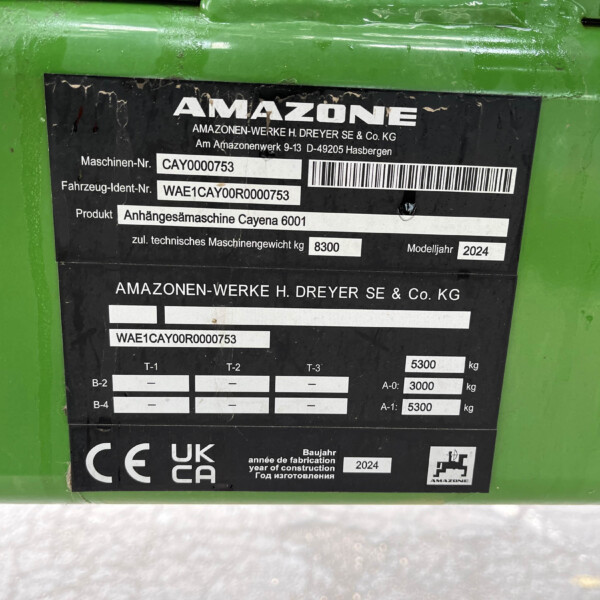 AMAZONE
AMAZONEN-WERKE H. DREYER SE & Co. KG
Am Amazonenwerk 9-13 D-49205 Hasbergen
Maschinen-Nr. CAY0000753
Fahrzeug-Ident-Nr. WAE1CAY00R0000753
Produkt Anhängesämaschine Cayena 6001
zul. technisches Maschinengewicht kg 8300 Modelljahr 2024
AMAZONEN-WERKE H. DREYER SE & Co. KG
WAE1CAY00R0000753
T-1 T-2 T-3 5300 kg
B-2 – – – A-0: 3000 kg
B-4 – – – A-1: 5300 kg
CE UK CA
Baujahr
année de fabrication
year of construction 2024
Год изготовления
AMAZONE